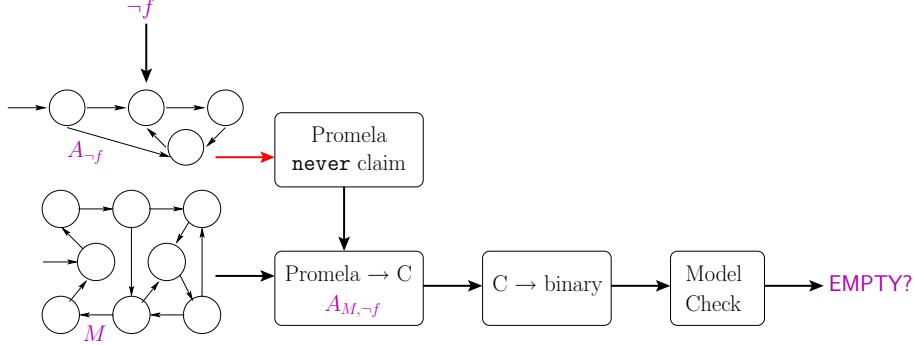 ¬f
A¬f
Promela
never claim
M
Promela → C
A_{M,¬f}
C → binary
Model
Check
EMPTY?